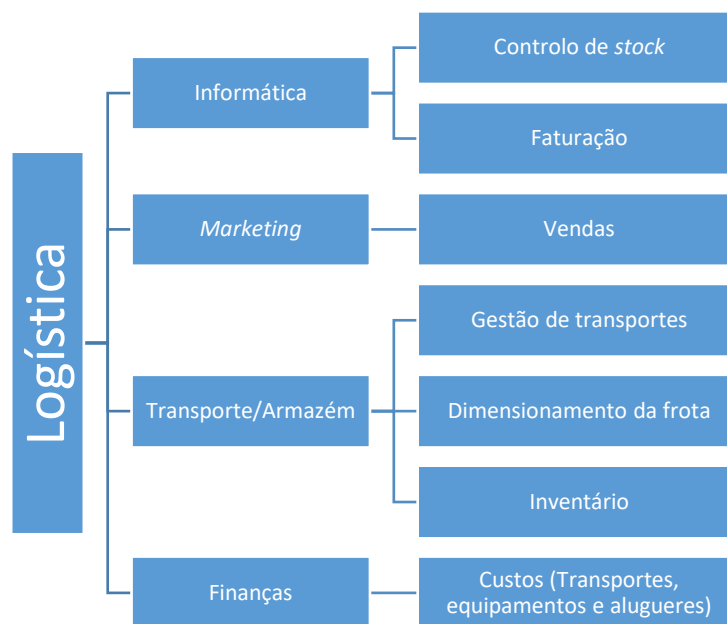 Logística
Informática
Controlo de stock
Faturação
Marketing
Vendas
Transporte/Armazém
Gestão de transportes
Dimensionamento da frota
Inventário
Finanças
Custos (Transportes,
equipamentos e alugueres)